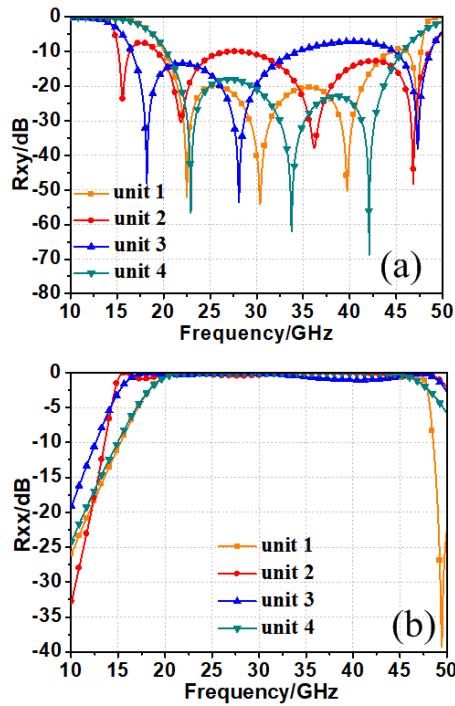 0
-10
-20
-30
-40
-50
-60
-70
-80
Rxy/dB
unit 1
unit 2
unit 3
unit 4
(a)
10 15 20 25 30 35 40 45 50
Frequency/GHz
0
-5
-10
-15
-20
-25
-30
-35
-40
Rxx/dB
unit 1
unit 2
unit 3
unit 4
(b)
10 15 20 25 30 35 40 45 50
Frequency/GHz